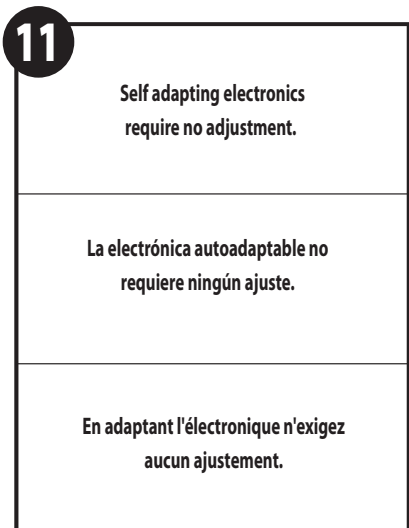 11
Self adapting electronics
require no adjustment.
La electrónica autoadaptable no
requiere ningún ajuste.
En adaptant l'électronique n'exigez
aucun ajustement.